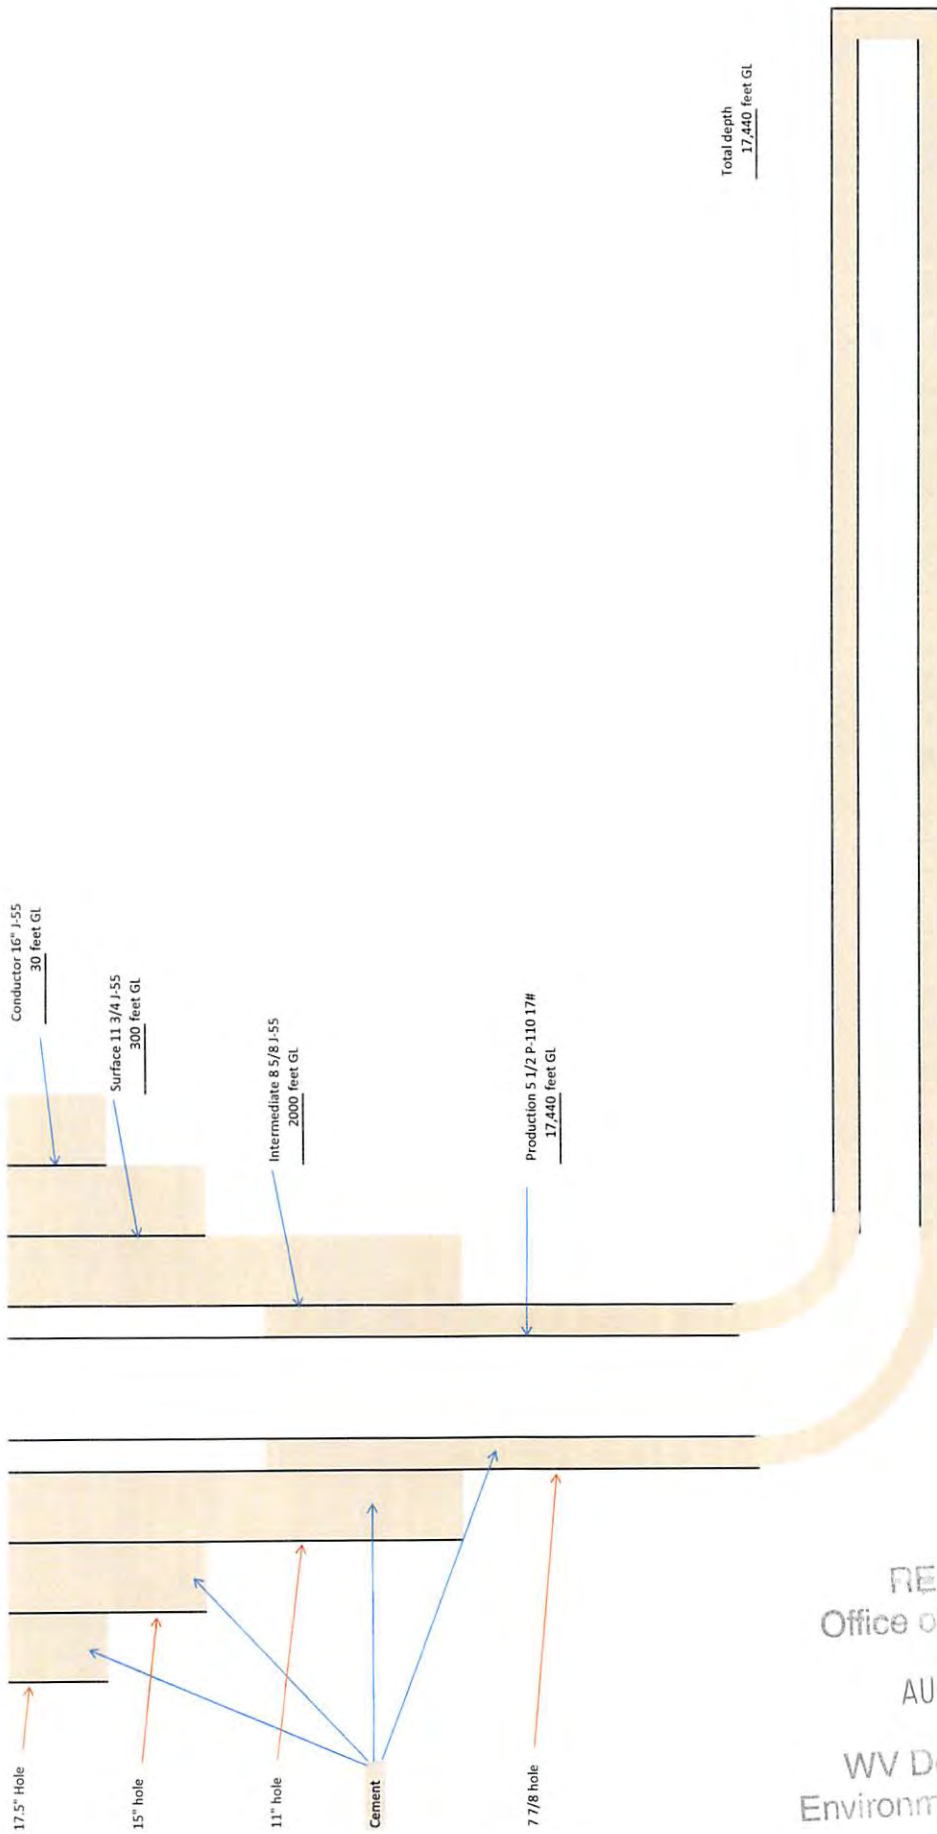 Conductor 16" J-55
30 feet GL
Surface 11 3/4 J-55
300 feet GL
Intermediate 8 5/8 J-55
2000 feet GL
Production 5 1/2 P-110 17#
17,440 feet GL
Total depth
17,440 feet GL
17.5" Hole
15" hole
11" hole
Cement
7 7/8 hole
Office
WV